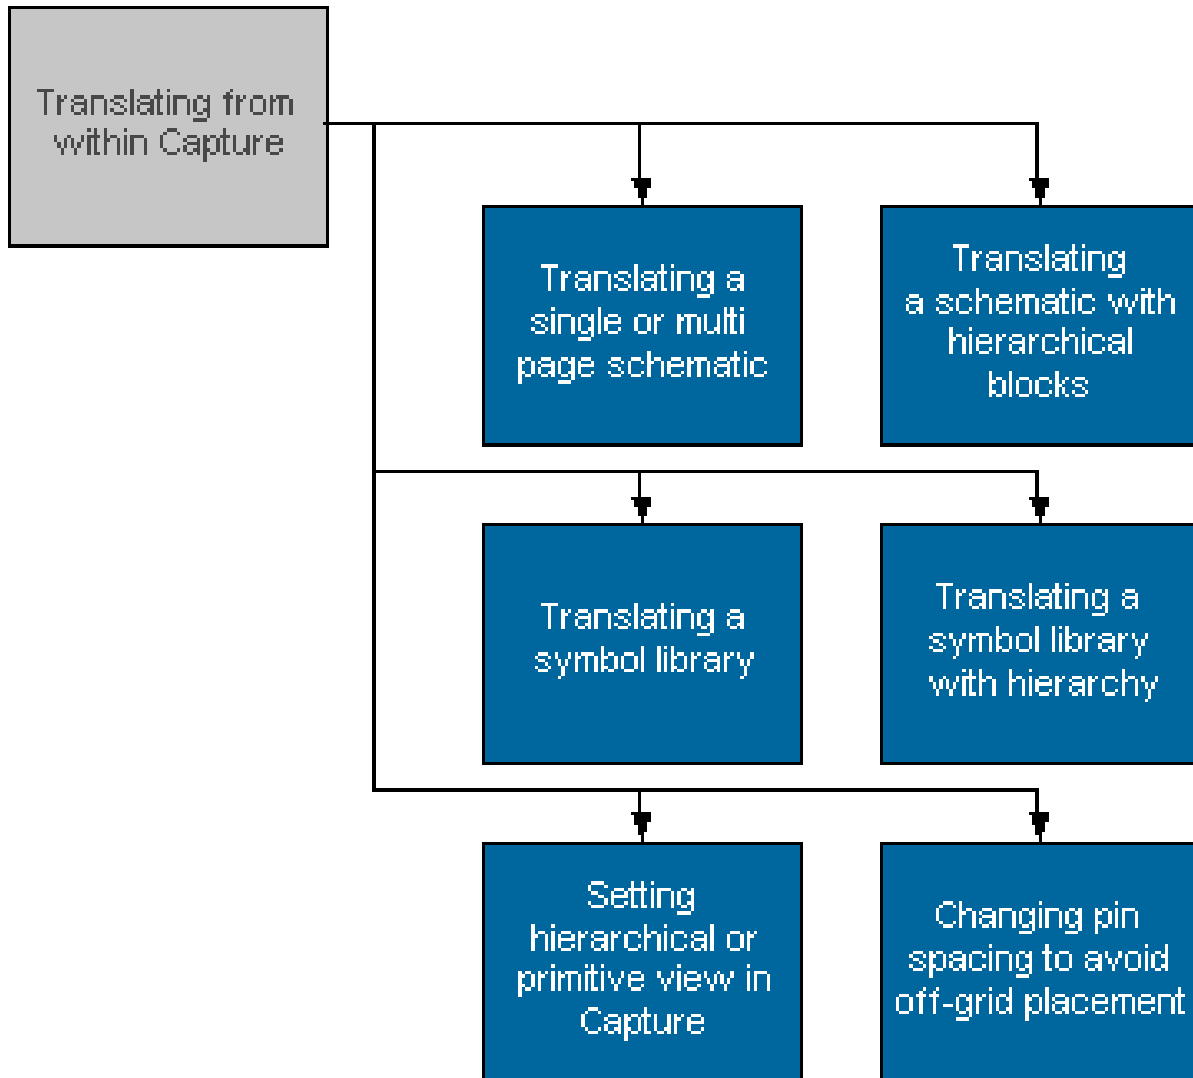 Translating from
within Capture
Translating a
single or multi
page schematic
Translating
a schematic with
hierarchical
blocks
Translating a
symbol library
Translating a
symbol library
with hierarchy
Setting
hierarchical or
primitive view in
Capture
Changing pin
spacing to avoid
off-grid placement